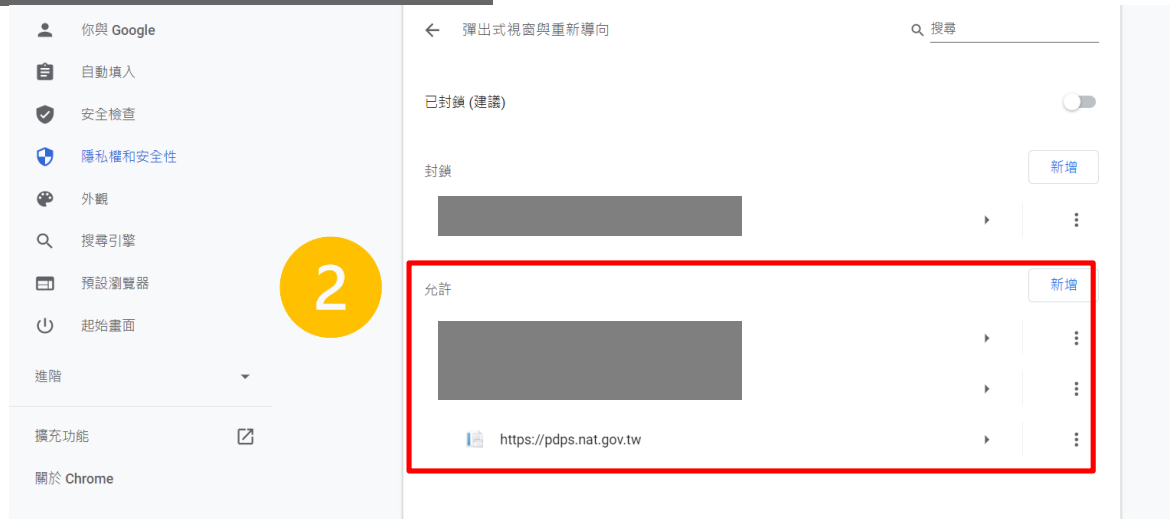 你與 Google
自動填入
安全檢查
隱私權和安全性
外觀
搜尋引擎
預設瀏覽器
起始畫面
進階
擴充功能
關於 Chrome
2
彈出式視窗與重新導向
搜尋
已封鎖 (建議)
封鎖
新增
允許
新增
https://pdps.nat.gov.tw